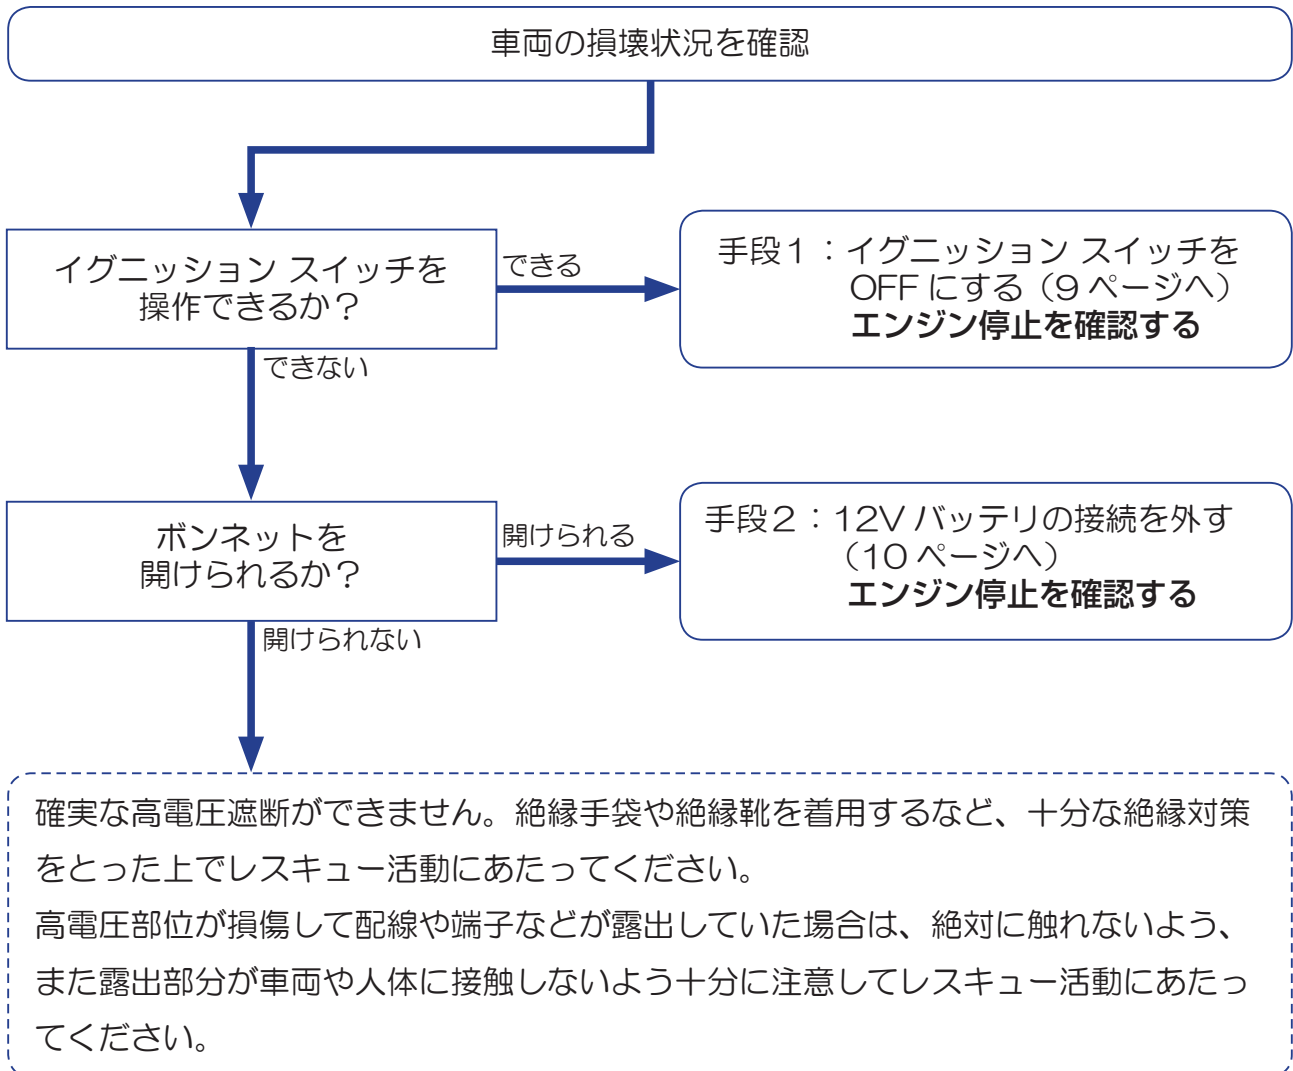 車両の損壊状況を確認
イグニッション スイッチを
操作できるか？
できる
手段１：イグニッション スイッチを
OFF にする（9 ページへ）
エンジン停止を確認する
できない
ボンネットを
開けられるか？
開けられる
手段２：12V バッテリの接続を外す
（10 ページへ）
エンジン停止を確認する
開けられない
確実な高電圧遮断ができません。絶縁手袋や絶縁靴を着用するなど、十分な絶縁対策
をとった上でレスキュー活動にあたってください。
高電圧部位が損傷して配線や端子などが露出していた場合は、絶対に触れないよう、
また露出部分が車両や人体に接触しないよう十分に注意してレスキュー活動にあたっ
てください。